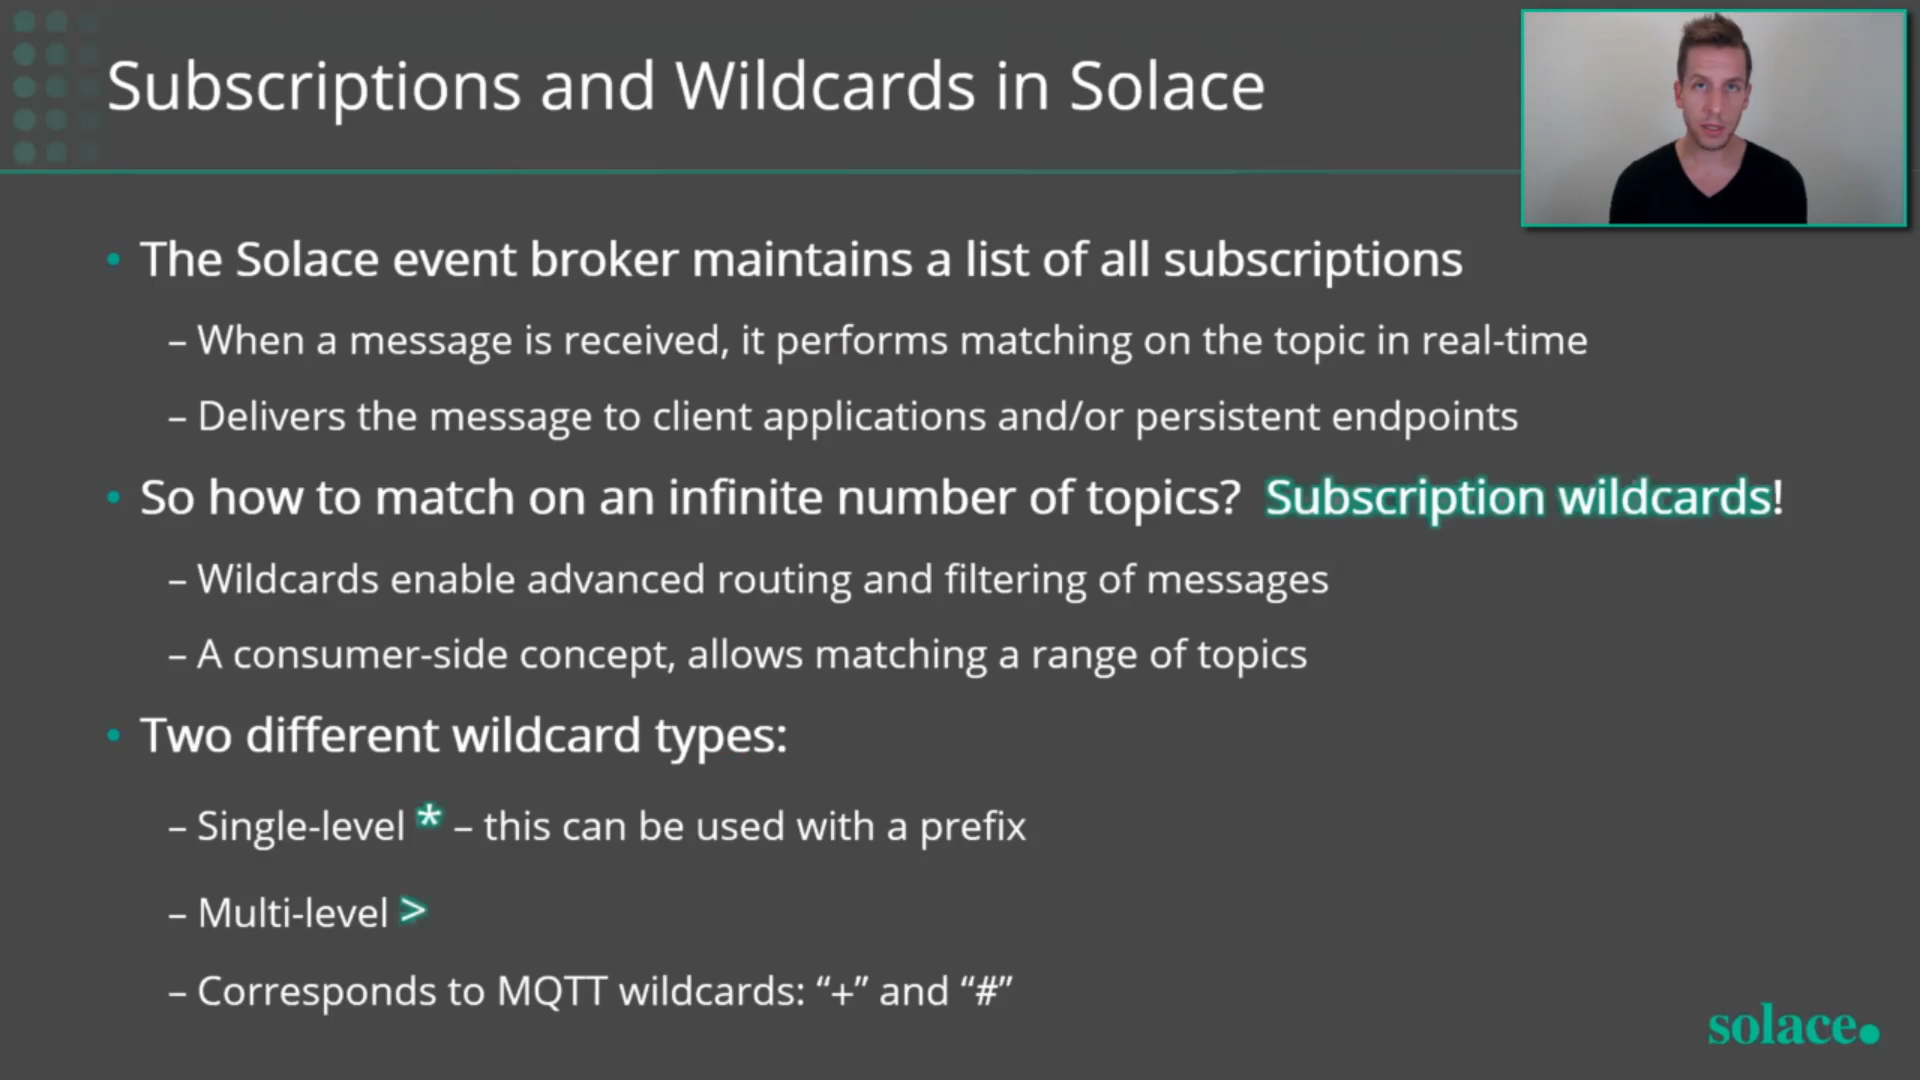 Subscriptions and Wildcards in Solace
• The Solace event broker maintains a list of all subscriptions
– When a message is received, it performs matching on the topic in real-time
– Delivers the message to client applications and/or persistent endpoints
• So how to match on an infinite number of topics? Subscription wildcards!
– Wildcards enable advanced routing and filtering of messages
– A consumer-side concept, allows matching a range of topics
• Two different wildcard types:
– Single-level * – this can be used with a prefix
– Multi-level >
– Corresponds to MQTT wildcards: “+” and “#”
solace.